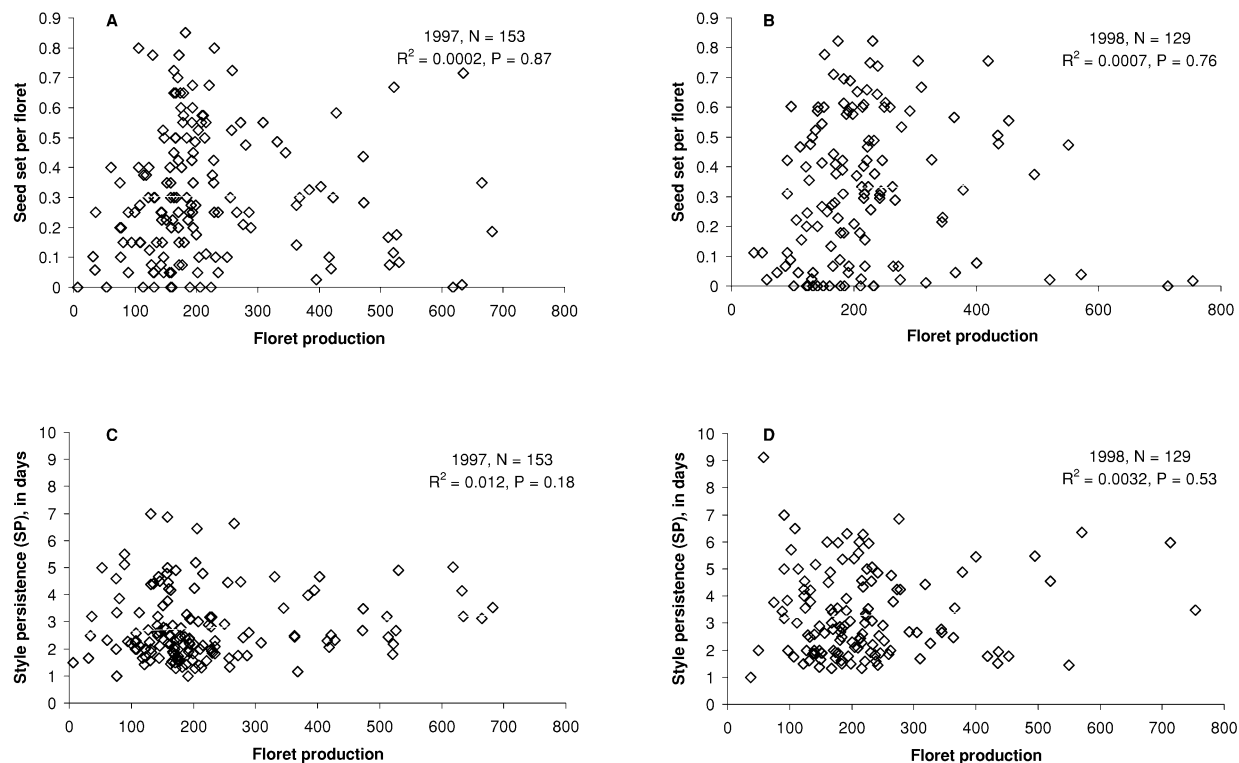 A
1997, N = 153
R² = 0.0002, P = 0.87
Seed set per floret
0.9
0.8
0.7
0.6
0.5
0.4
0.3
0.2
0.1
0
0 100 200 300 400 500 600 700 800
Floret production
B
1998, N = 129
R² = 0.0007, P = 0.76
Seed set per floret
0.9
0.8
0.7
0.6
0.5
0.4
0.3
0.2
0.1
0
0 200 400 600 800
Floret production
C
1997, N = 153
R² = 0.012, P = 0.18
Style persistence (SP), in days
10
9
8
7
6
5
4
3
2
1
0
0 100 200 300 400 500 600 700 800
Floret production
D
1998, N = 129
R² = 0.0032, P = 0.53
Style persistence (SP), in days
10
9
8
7
6
5
4
3
2
1
0
0 100 200 300 400 500 600 700 800
Floret production